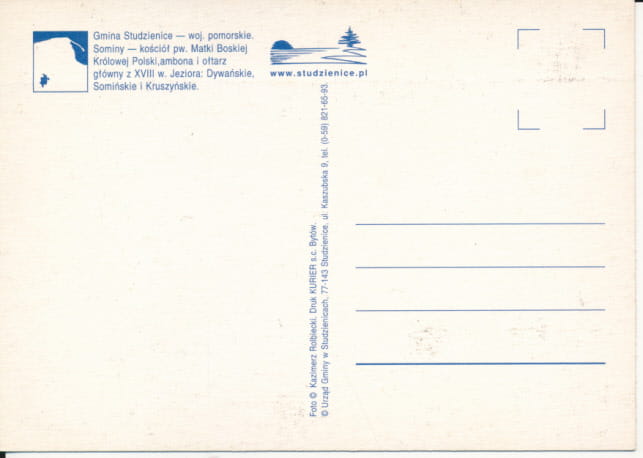 Gmina Studzienice — woj. pomorskie.
Sominy — kościół pw. Matki Boskiej
Królowej Polski,ambona i ołtarz
główny z XVIII w. Jeziora: Dywańskie,
Somińskie i Kruszyńskie.
www.studzienice.pl
Foto © Kazimierz Rolbiecki. Druk KURIER s.c. Bytów.
© Urząd Gminy w Studzienicach, 77-143 Studzienice, ul. Kaszubska 9, tel. (0-59) 821-65-93.